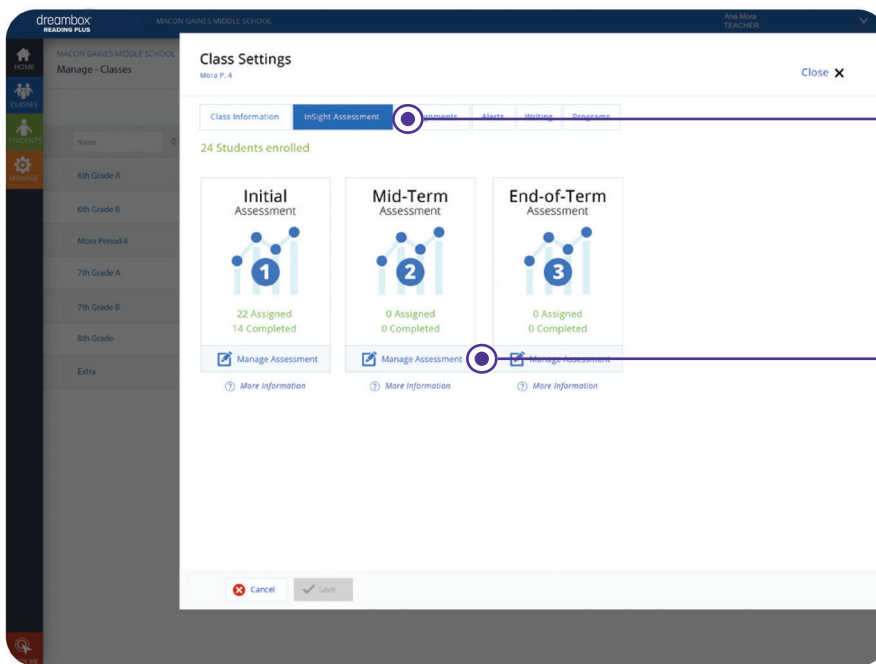 dreambox
READING PLUS
MACON GAINES MIDDLE SCHOOL
Ana Mora
TEACHER
HOME
CLASSES
STUDENTS
MANAGE
MACON GAINES MIDDLE SCHOOL
Manage - Classes
Name
6th Grade A
6th Grade B
Mora Period 4
7th Grade A
7th Grade B
8th Grade
Extra
Class Settings
Mora P. 4
Close
Class Information
InSight Assessment
Alerts
Writing
Programs
24 Students enrolled
Initial
Assessment
1
22 Assigned
14 Completed
Manage Assessment
More Information
Mid-Term
Assessment
2
0 Assigned
0 Completed
Manage Assessment
More Information
End-of-Term
Assessment
3
0 Assigned
0 Completed
Manage Assessment
More Information
Cancel
Save
ME